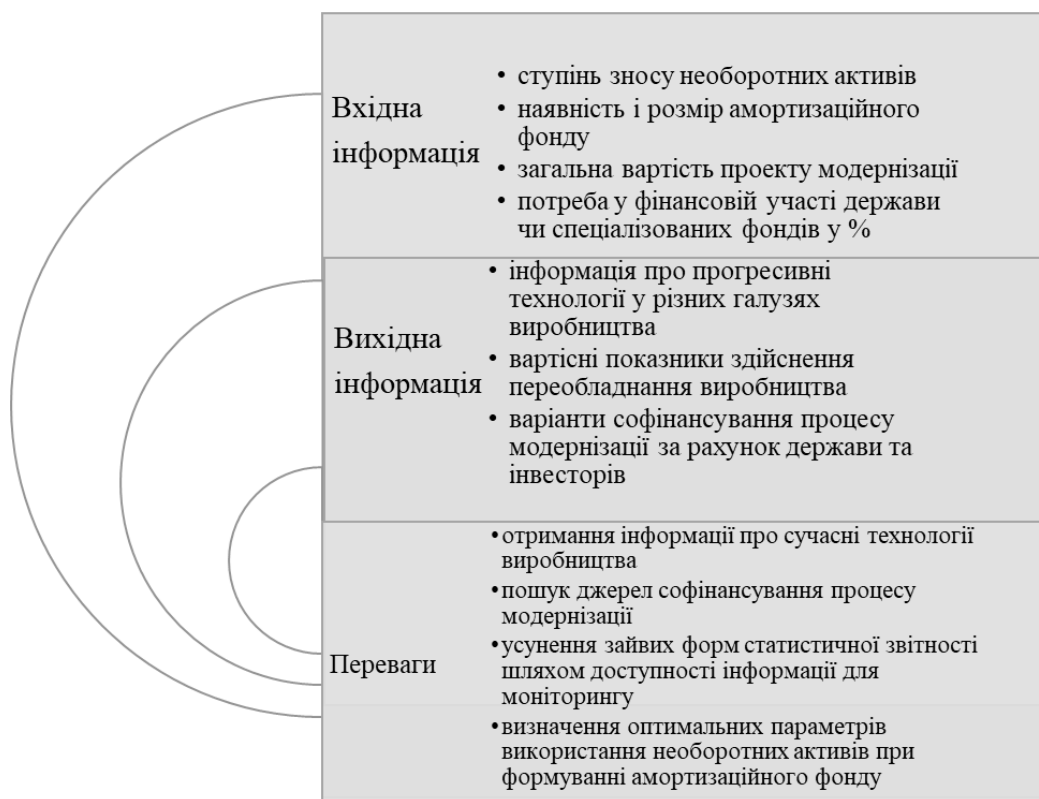 Вхідна
інформація
• ступінь зносу необоротних активів
• наявність і розмір амортизаційного
фонду
• загальна вартість проекту модернізації
• потреба у фінансовій участі держави
чи спеціалізованих фондів у %
Вихідна
інформація
• інформація про прогресивні
технології у різних галузях
виробництва
• вартісні показники здійснення
переобладнання виробництва
• варіанти софінансування процесу
модернізації за рахунок держави та
інвесторів
Переваги
•отримання інформації про сучасні технології
виробництва
•пошук джерел софінансування процесу
модернізації
•усунення зайвих форм статистичної звітності
шляхом доступності інформації для
моніторингу
•визначення оптимальних параметрів
використання необоротних активів при
формуванні амортизаційного фонду